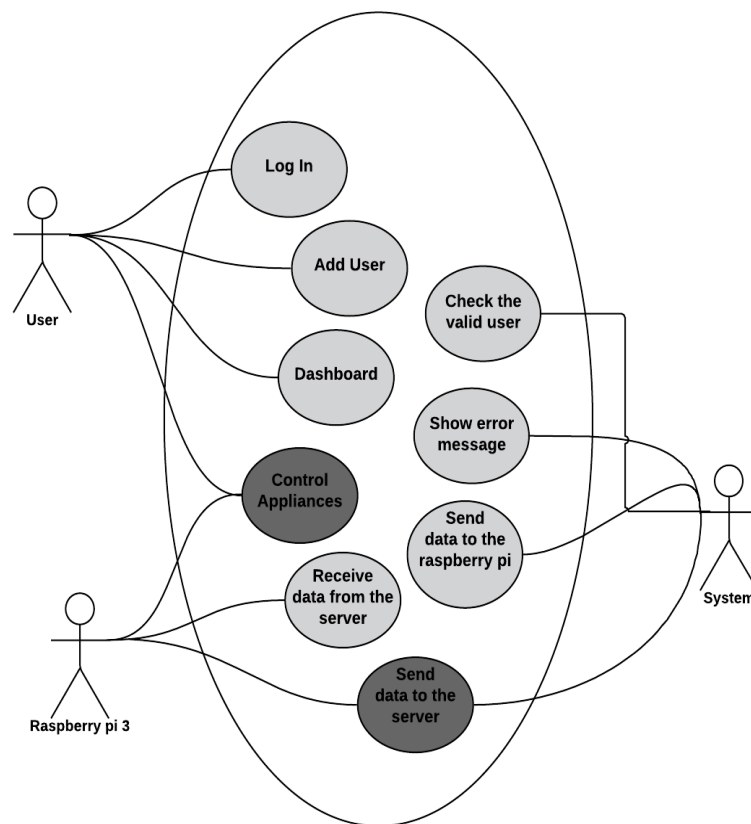 Log In
Add User
User
Check the
valid user
Dashboard
Show error
message
Control
Appliances
Send
data to the
raspberry pi
System
Receive
data from the
server
Send
data to the
server
Raspberry pi 3